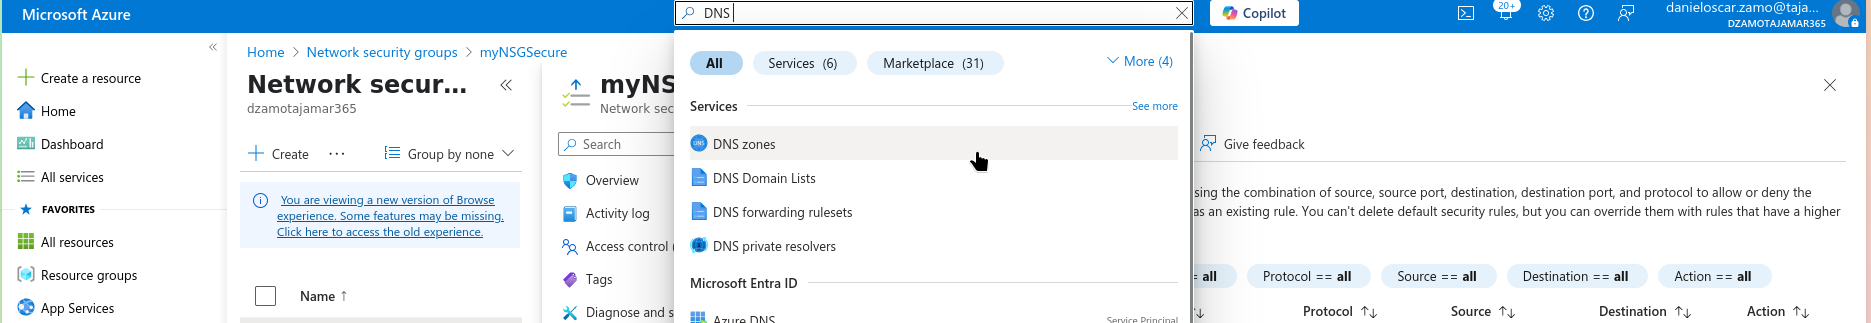 Microsoft Azure
DNS
Copilot
20+
danieloscar.zamo@taja...
DZAMOTAJAMAR365
Create a resource
Home
Dashboard
All services
FAVORITES
All resources
Resource groups
App Services
Home > Network security groups > myNSGSecure
Network secur...
dzamotajamar365
Create
Group by none
You are viewing a new version of Browse
experience. Some features may be missing.
Click here to access the old experience.
Name ↑
myNS
Network sec
Search
Overview
Activity log
Access control (
Tags
Diagnose and s
All
Services (6)
Marketplace (31)
More (4)
Services
See more
DNS zones
DNS Domain Lists
DNS forwarding rulesets
DNS private resolvers
Microsoft Entra ID
Azure DNS
Service Principal
Give feedback
sing the combination of source, source port, destination, destination port, and protocol to allow or deny the
as an existing rule. You can't delete default security rules, but you can override them with rules that have a higher
= all
Protocol == all
Source == all
Destination == all
Action == all
Protocol ↑↓
Source ↑↓
Destination ↑↓
Action ↑↓